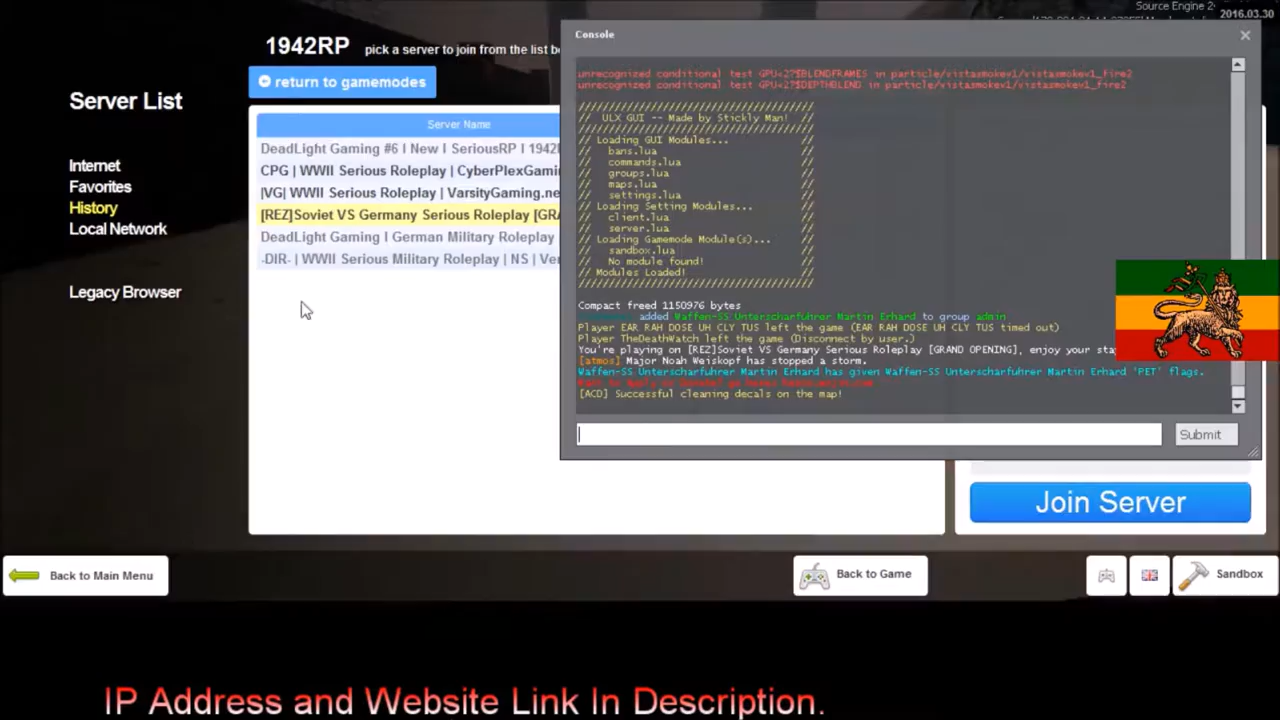 Source Engine 2
2016.03.30
1942RP pick a server to join from the list be
return to gamemodes
Server List
Internet
Favorites
History
Local Network
Legacy Browser
Server Name
DeadLight Gaming #6 | New | SeriousRP | 1942
CPG | WWII Serious Roleplay | CyberPlexGamin
|VG| WWII Serious Roleplay | VarsityGaming.ne
[REZ]Soviet VS Germany Serious Roleplay [GRA
DeadLight Gaming | German Military Roleplay
-DIR- | WWII Serious Military Roleplay | NS | Ver
Console
unrecognized conditional test GPU<2?$BLENDFRAMES in particle/vistasmokev1/vistasmokev1_fire2
unrecognized conditional test GPU<2?$DEPTHBLEND in particle/vistasmokev1/vistasmokev1_fire2
// ULX GUI -- Made by Stickly Man! //
// Loading GUI Modules... //
// bans.lua //
// commands.lua //
// groups.lua //
// maps.lua //
// settings.lua //
// Loading Setting Modules... //
// client.lua //
// server.lua //
// Loading Gamemode Module(s)... //
// sandbox.lua //
// No module found! //
// Modules Loaded! //
Compact freed 1150976 bytes
added Waffen-SS Unterscharfuhrer Martin Erhard to group admin
Player EAR RAH DOSE UH CLY TUS left the game (EAR RAH DOSE UH CLY TUS timed out)
Player TheDeathWatch left the game (Disconnect by user.)
You're playing on [REZ]Soviet VS Germany Serious Roleplay [GRAND OPENING], enjoy your sta
[atmos] Major Noah Weiskopf has stopped a storm.
Waffen-SS Unterscharfuhrer Martin Erhard has given Waffen-SS Unterscharfuhrer Martin Erhard 'PET' flags.
[ACD] Successful cleaning decals on the map!
Submit
Join Server
Back to Main Menu
Back to Game
Sandbox
IP Address and Website Link In Description.